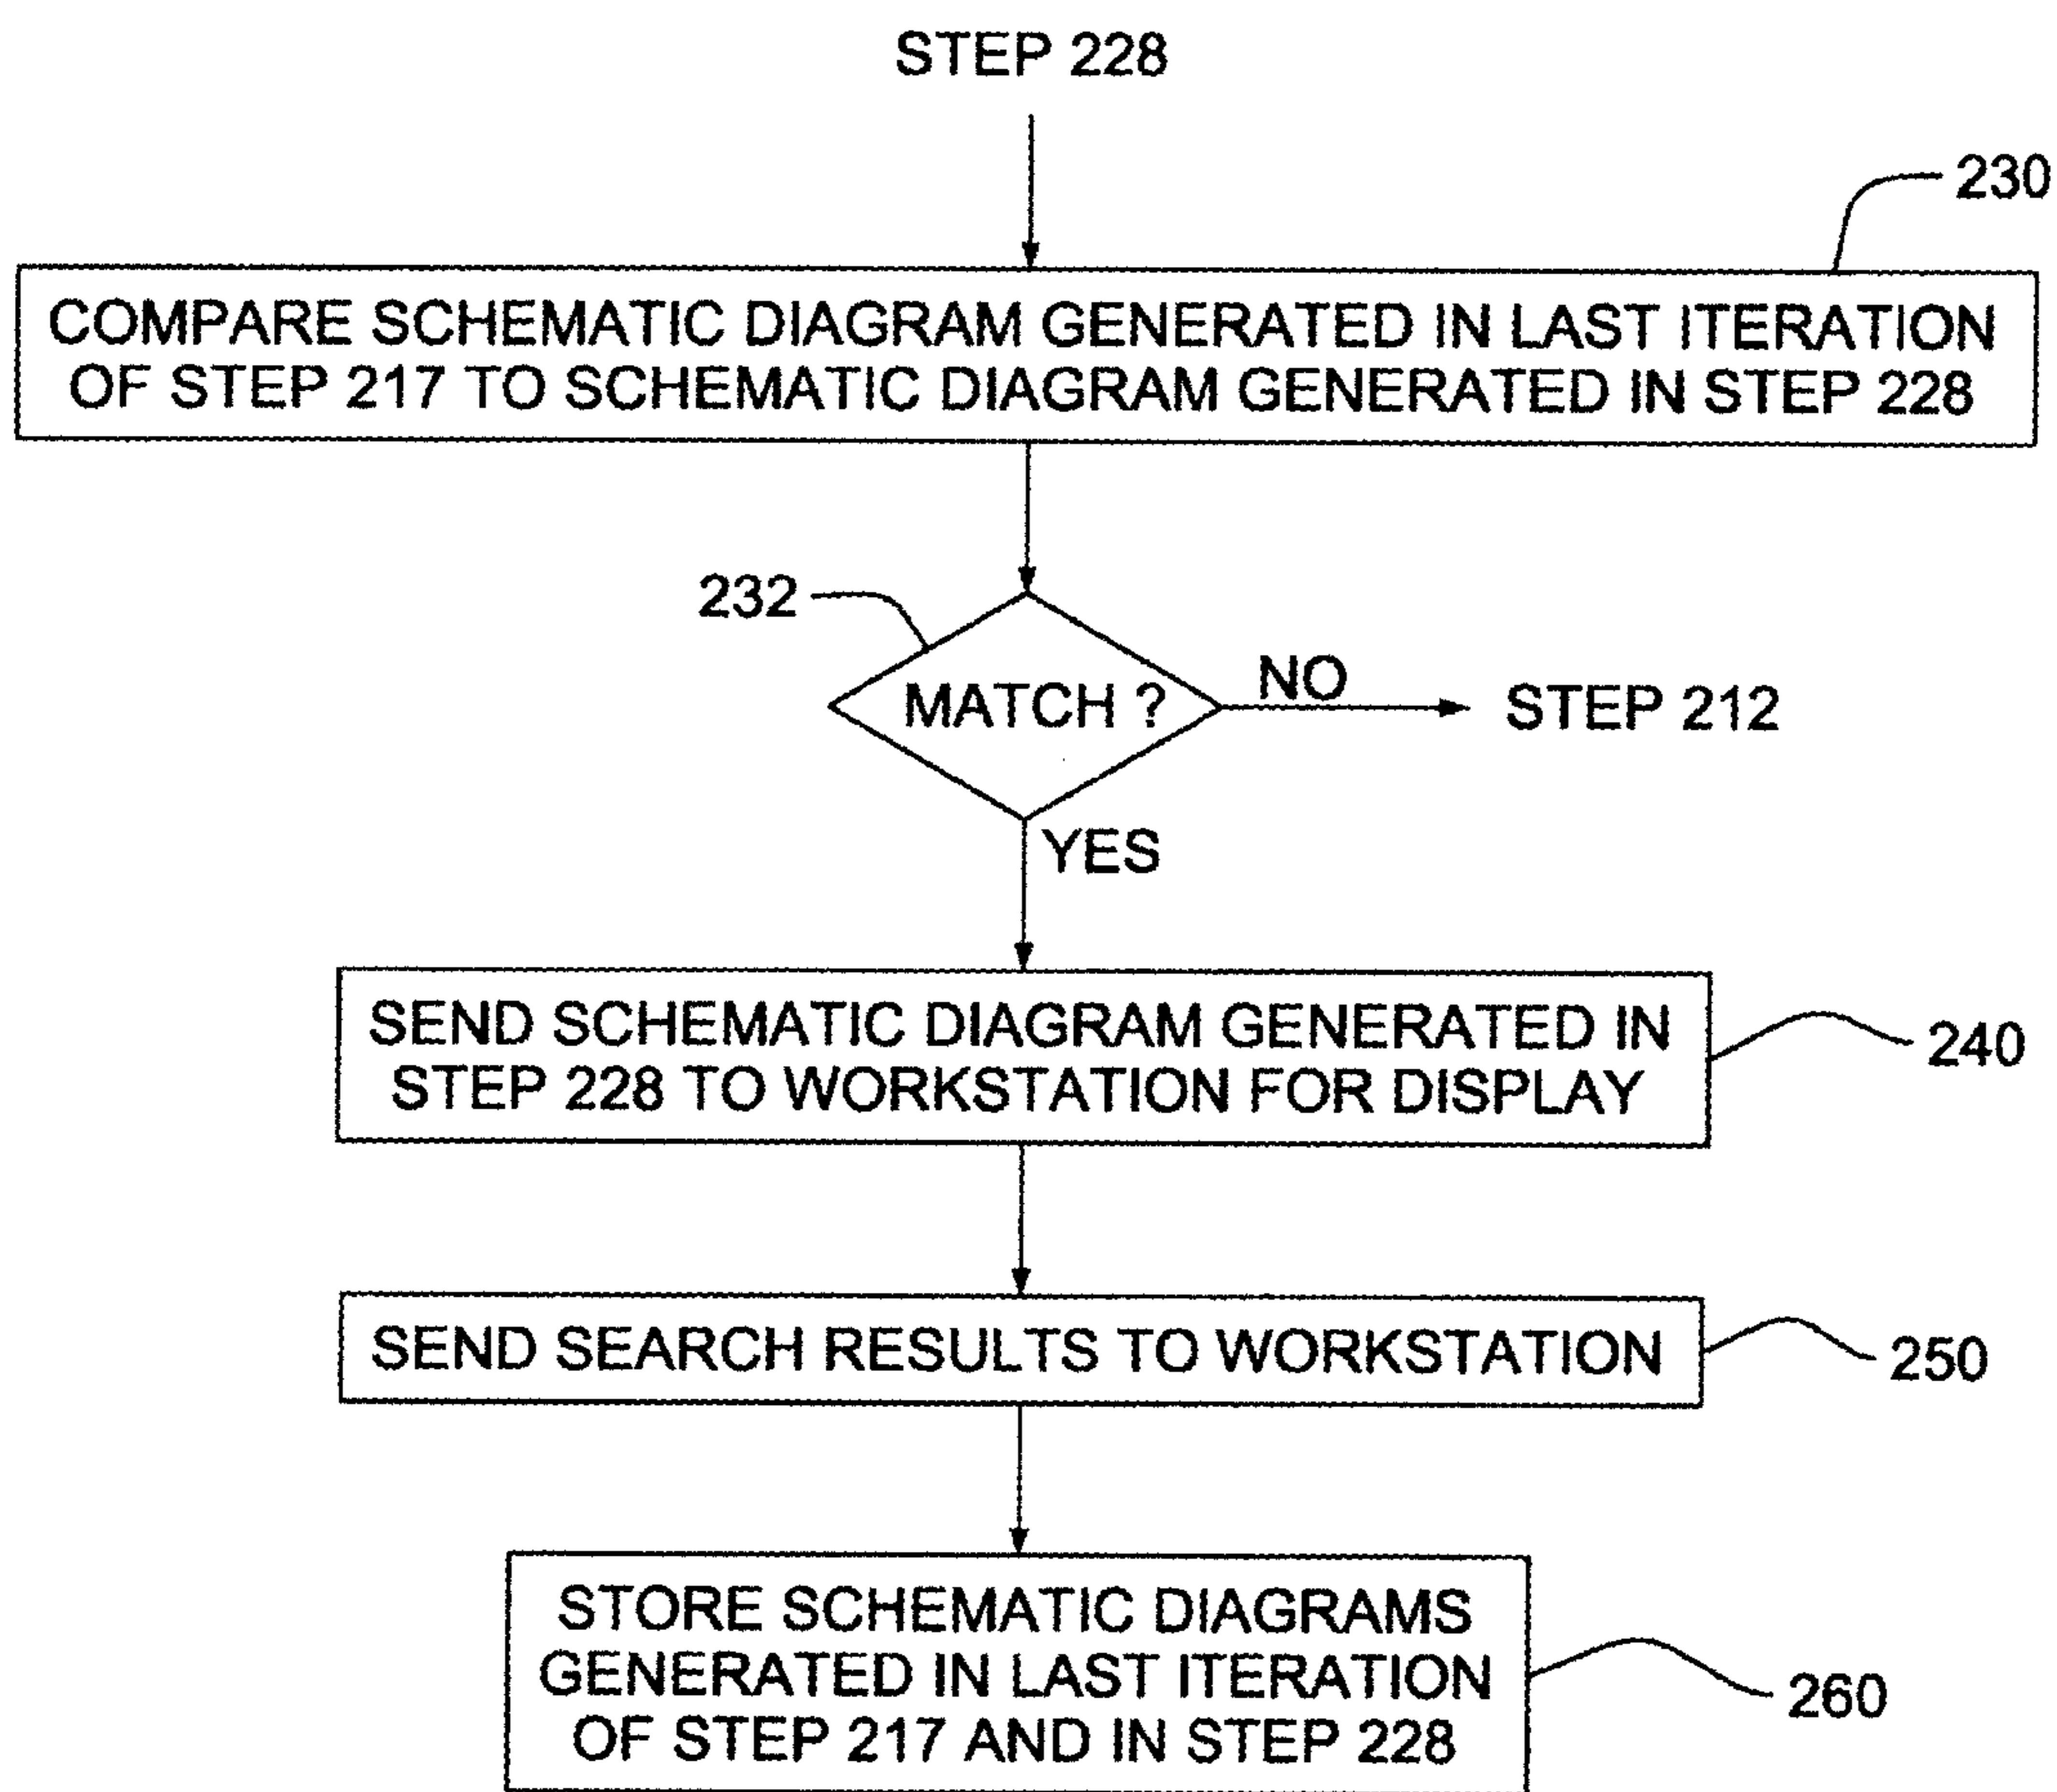 STEP 228
230
COMPARE SCHEMATIC DIAGRAM GENERATED IN LAST ITERATION
OF STEP 217 TO SCHEMATIC DIAGRAM GENERATED IN STEP 228
232
MATCH ?
NO
STEP 212
YES
SEND SCHEMATIC DIAGRAM GENERATED IN
STEP 228 TO WORKSTATION FOR DISPLAY
240
SEND SEARCH RESULTS TO WORKSTATION
250
STORE SCHEMATIC DIAGRAMS
GENERATED IN LAST ITERATION
OF STEP 217 AND IN STEP 228
260